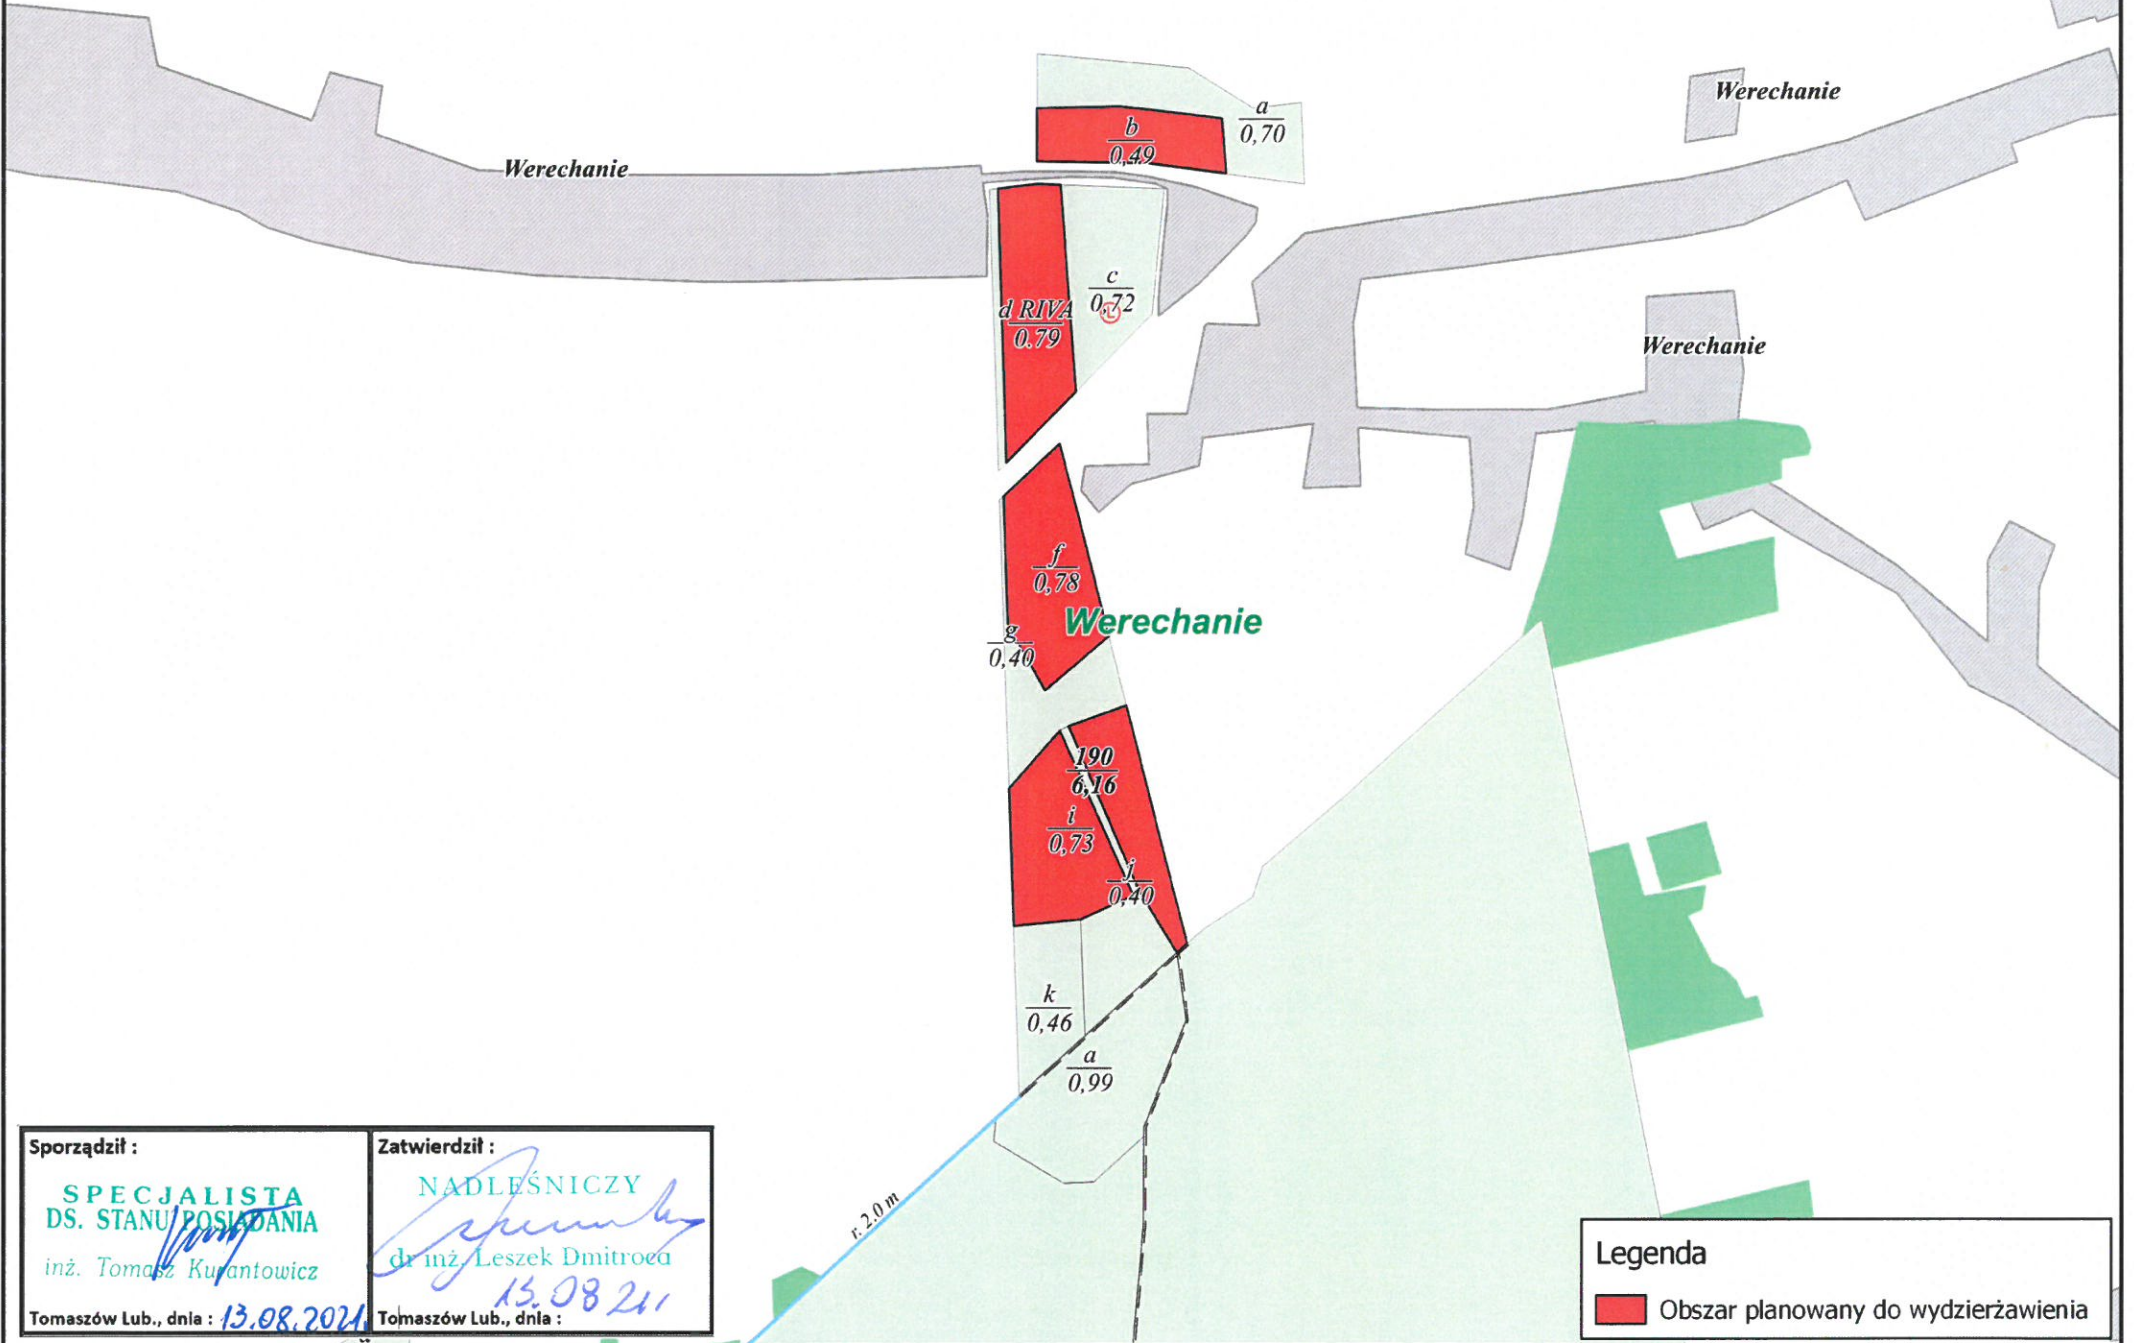 Werechanie
a
0,70
b
0,49
Werechanie
c
0,72
L
d RIVA
0.79
Werechanie
f
0,78
Werechanie
g
0,40
190
6,16
i
0,73
j
0,40
k
0,46
a
0,99
r. 2.0 m
Sporządził :
SPECJALISTA
DS. STANU POSIADANIA
inż. Tomasz Kurantowicz
Tomaszów Lub., dnia : 13.08.2021
Zatwierdził :
NADLEŚNICZY
dr inż. Leszek Dmitroca
13.08 21
Tomaszów Lub., dnia :
Legenda
Obszar planowany do wydzierżawienia